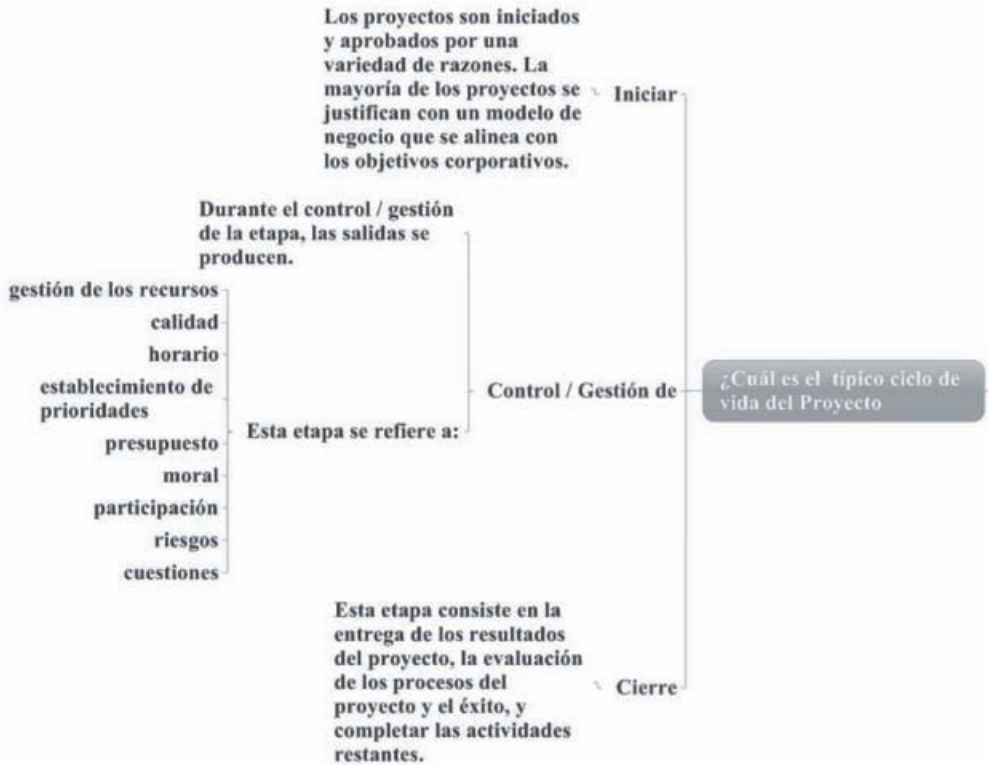 Los proyectos son iniciados
y aprobados por una
variedad de razones. La
mayoría de los proyectos se
justifican con un modelo de
negocio que se alinea con
los objetivos corporativos.
Iniciar
Durante el control / gestión
de la etapa, las salidas se
producen.
gestión de los recursos
calidad
horario
establecimiento de
prioridades
presupuesto
moral
participación
riesgos
cuestiones
Esta etapa se refiere a:
Control / Gestión de
¿Cuál es el típico ciclo de
vida del Proyecto
Esta etapa consiste en la
entrega de los resultados
del proyecto, la evaluación
de los procesos del
proyecto y el éxito, y
completar las actividades
restantes.
Cierre